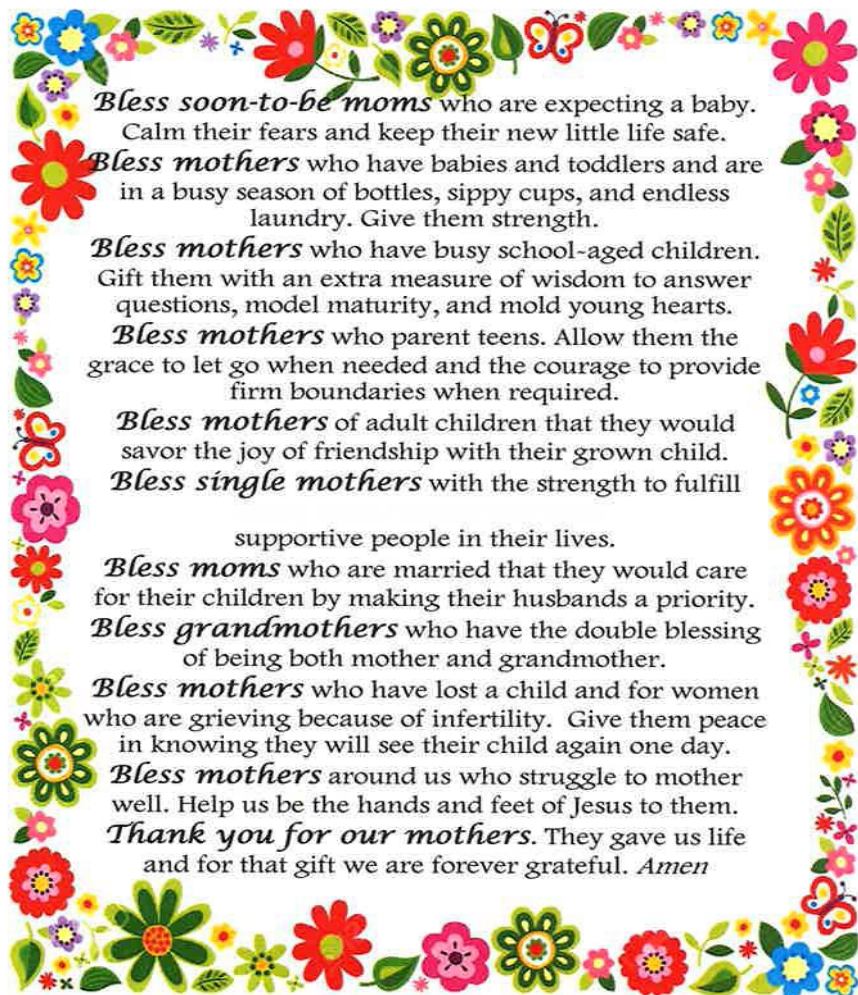 Bless soon-to-be moms who are expecting a baby.
Calm their fears and keep their new little life safe.
Bless mothers who have babies and toddlers and are
in a busy season of bottles, sippy cups, and endless
laundry. Give them strength.
Bless mothers who have busy school-aged children.
Gift them with an extra measure of wisdom to answer
questions, model maturity, and mold young hearts.
Bless mothers who parent teens. Allow them the
grace to let go when needed and the courage to provide
firm boundaries when required.
Bless mothers of adult children that they would
savor the joy of friendship with their grown child.
Bless single mothers with the strength to fulfill
supportive people in their lives.
Bless moms who are married that they would care
for their children by making their husbands a priority.
Bless grandmothers who have the double blessing
of being both mother and grandmother.
Bless mothers who have lost a child and for women
who are grieving because of infertility. Give them peace
in knowing they will see their child again one day.
Bless mothers around us who struggle to mother
well. Help us be the hands and feet of Jesus to them.
Thank you for our mothers. They gave us life
and for that gift we are forever grateful. Amen